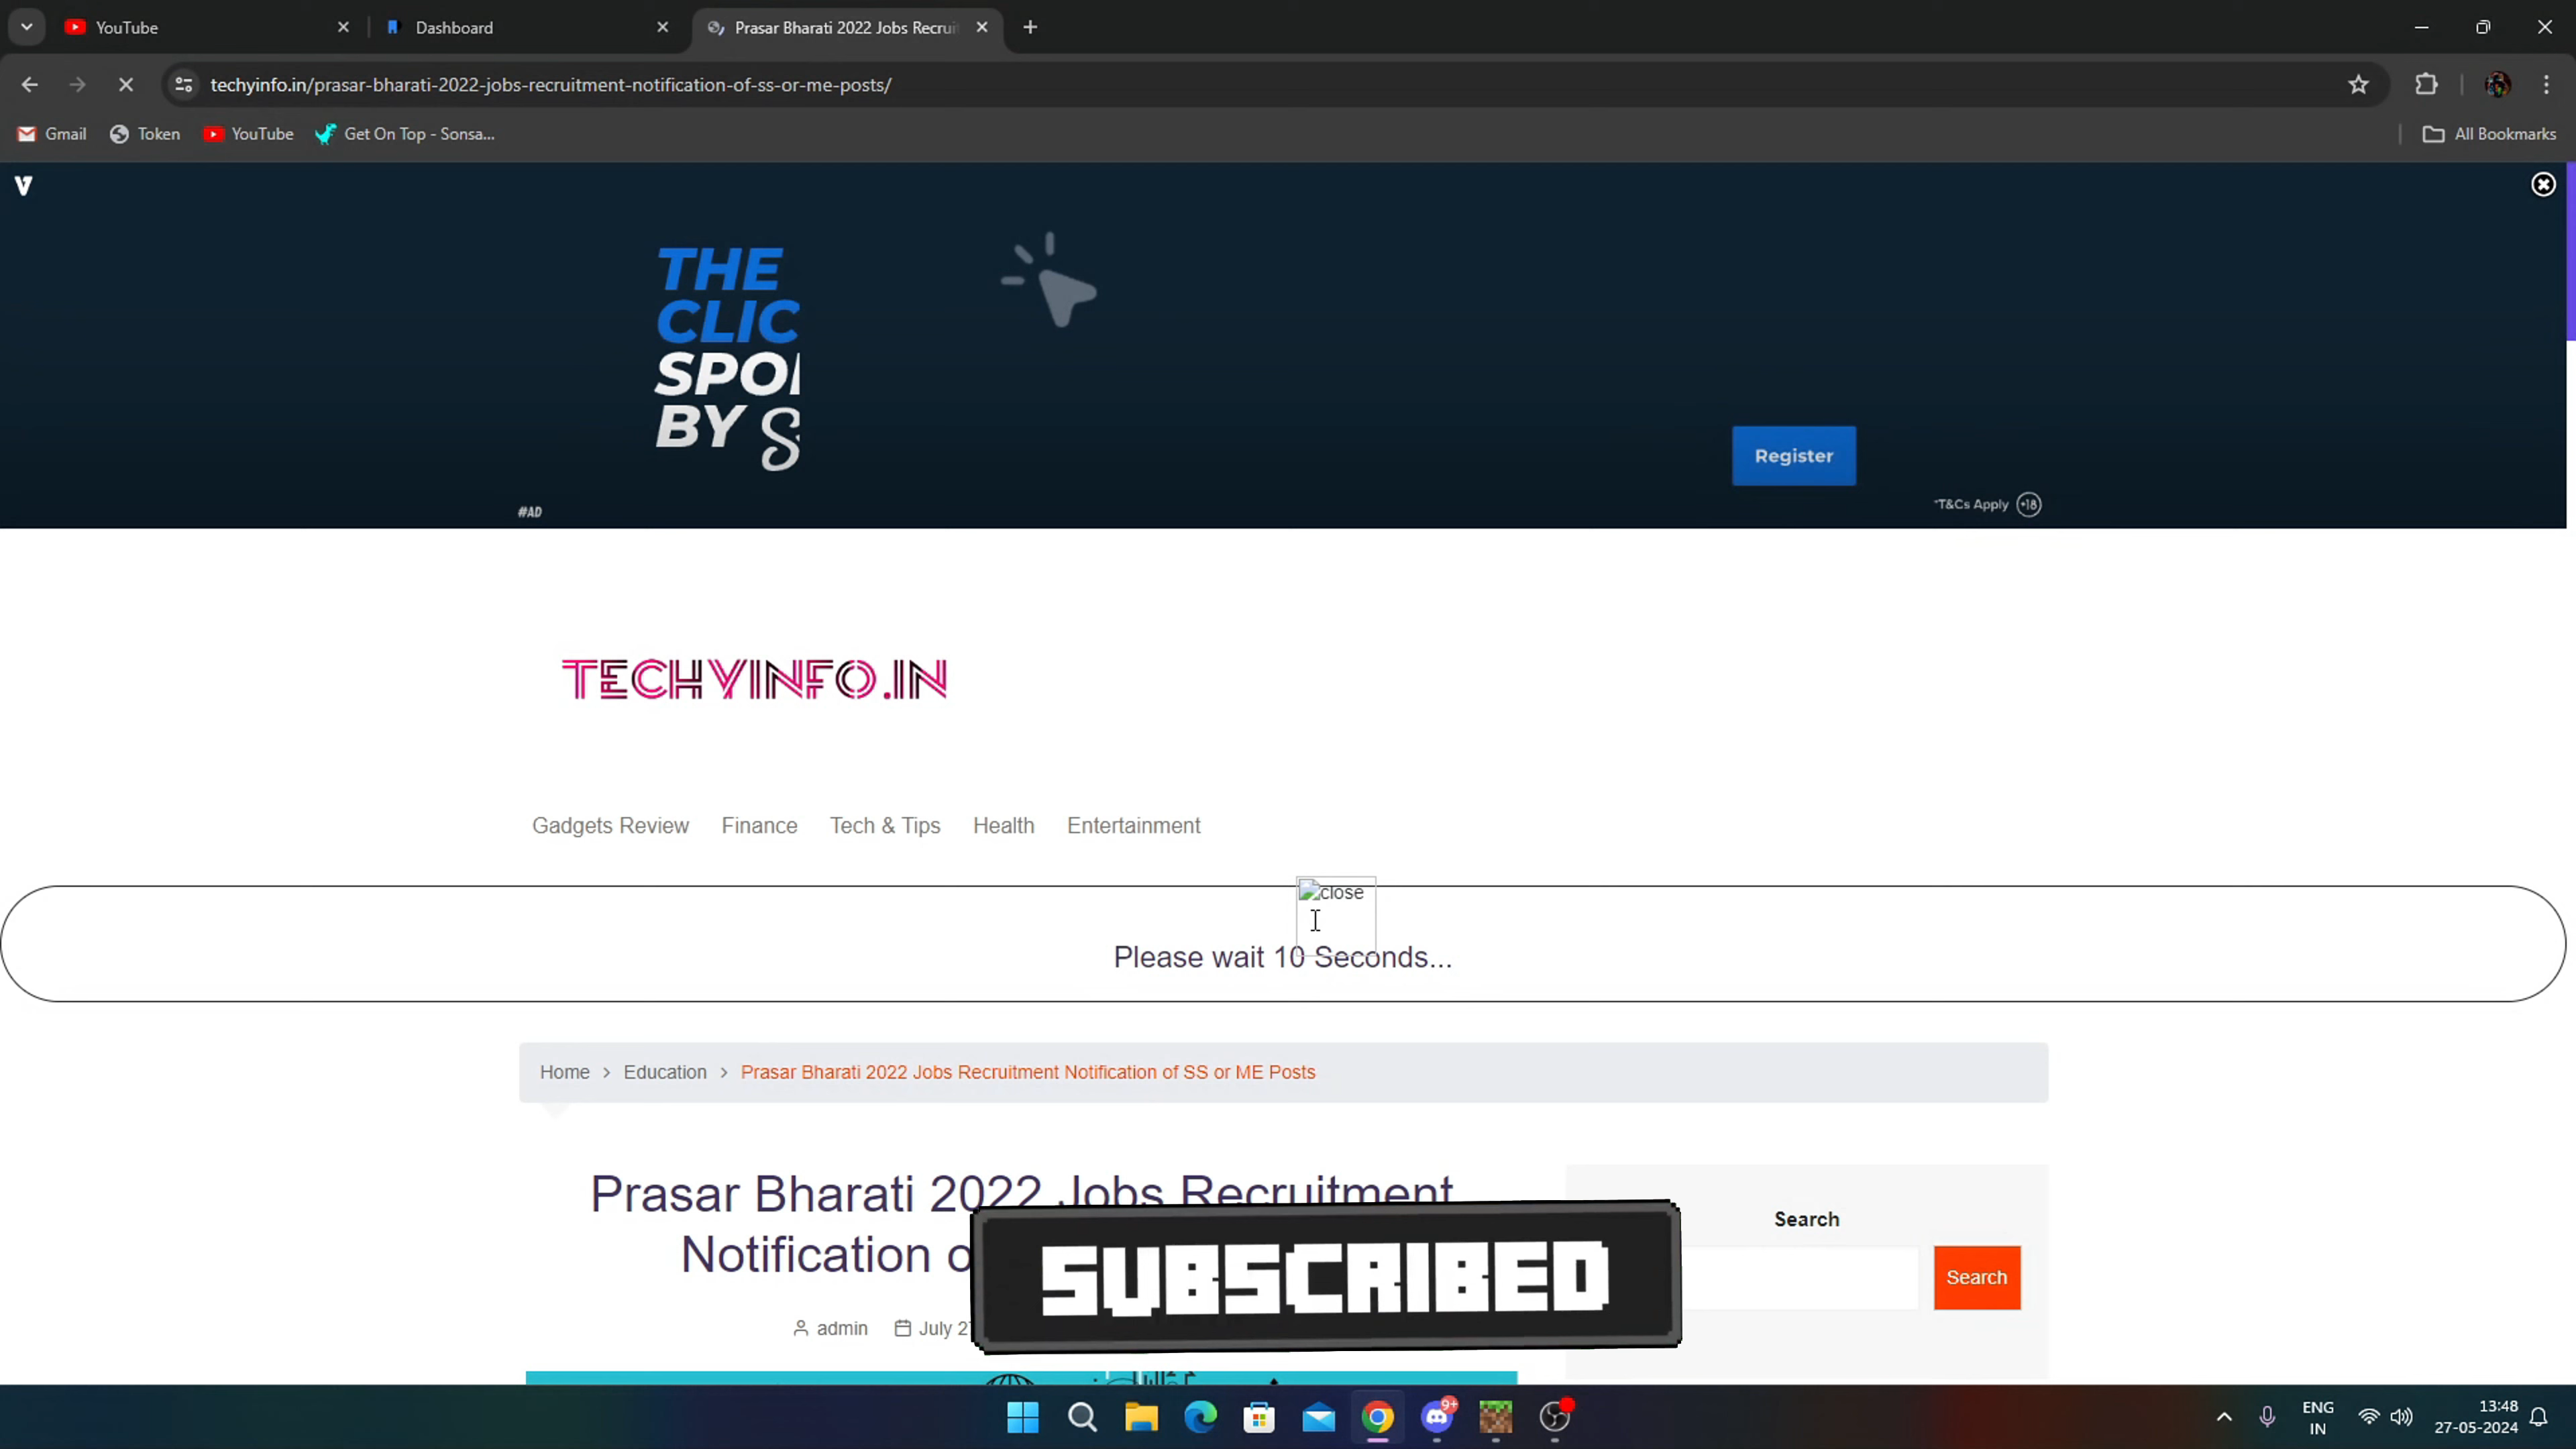 YouTube
Dashboard
Prasar Bharati 2022 Jobs Recrui
techyinfo.in/prasar-bharati-2022-jobs-recruitment-notification-of-ss-or-me-posts/
Gmail
Token
YouTube
Get On Top - Sonsa...
All Bookmarks
V
THE
CLIC
SPO
BY S
Register
#AD
*T&Cs Apply +18
TECHYINFO.IN
Gadgets Review
Finance
Tech & Tips
Health
Entertainment
close
Please wait 10 Seconds...
Home > Education > Prasar Bharati 2022 Jobs Recruitment Notification of SS or ME Posts
Prasar Bharati 2022 Jobs Recruitment
Notification o
Search
Search
SUBSCRIBED
admin
July 27
9+
ENG
IN
13:48
27-05-2024